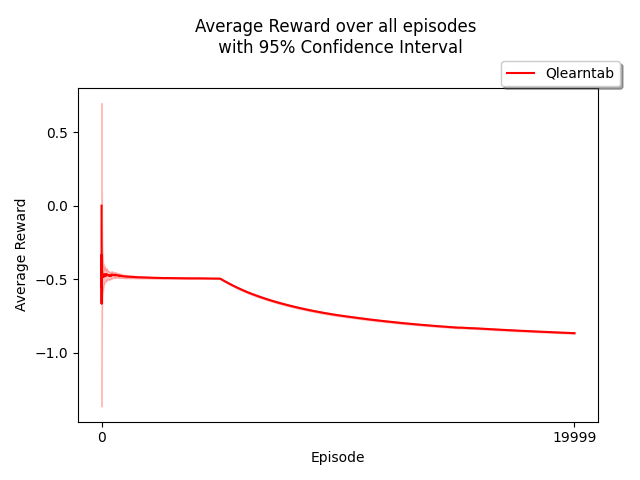 Average Reward over all episodes
with 95% Confidence Interval
Qlearntab
0.5
0.0
−0.5
−1.0
Average Reward
0
19999
Episode